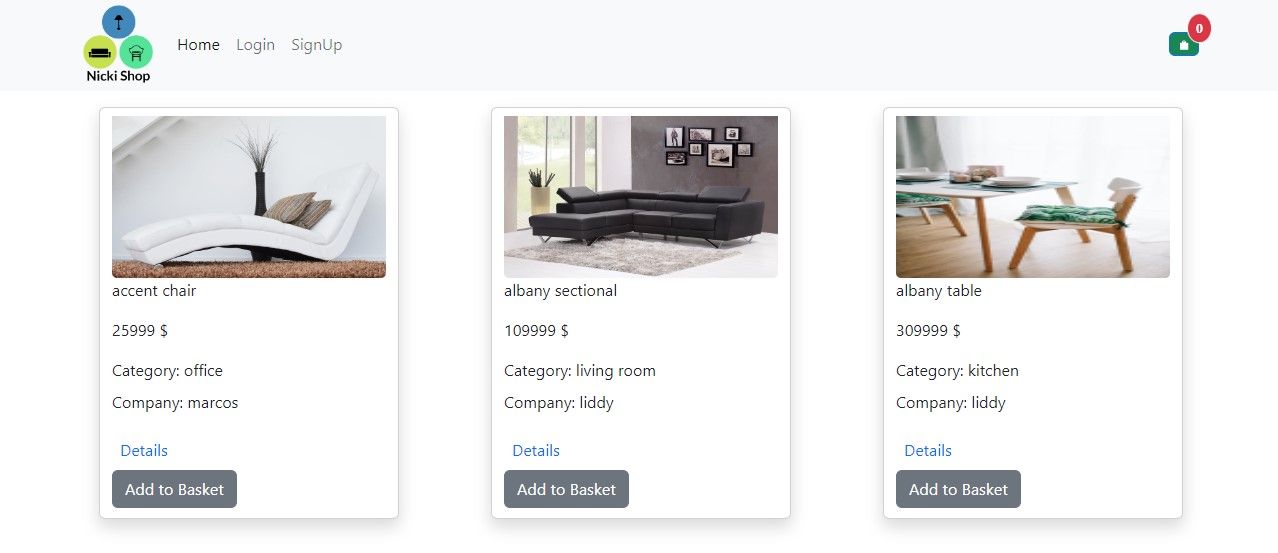 Nicki Shop
Home Login SignUp
0
accent chair
25999 $
Category: office
Company: marcos
Details
Add to Basket
albany sectional
109999 $
Category: living room
Company: liddy
Details
Add to Basket
albany table
309999 $
Category: kitchen
Company: liddy
Details
Add to Basket